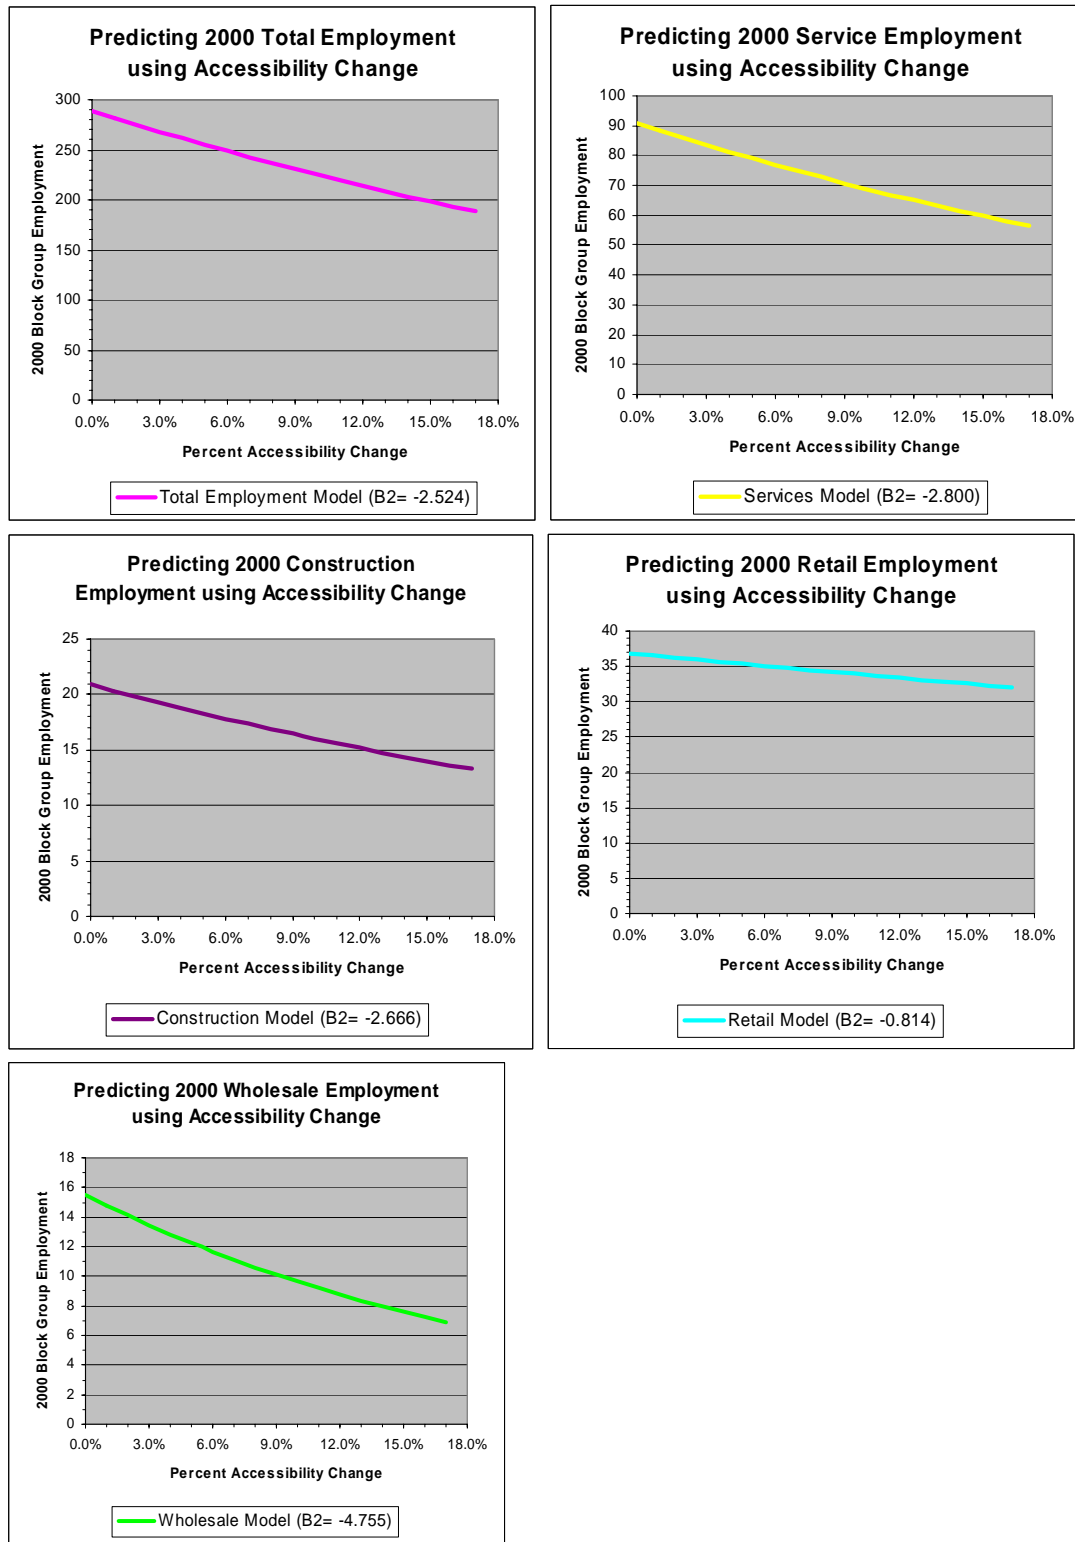 Predicting 2000 Total Employment
using Accessibility Change
300
250
200
150
100
50
0
2000 Block Group Employment
0.0% 3.0% 6.0% 9.0% 12.0% 15.0% 18.0%
Percent Accessibility Change
Total Employment Model (B2= -2.524)
Predicting 2000 Service Employment
using Accessibility Change
100
90
80
70
60
50
40
30
20
10
0
2000 Block Group Employment
0.0% 3.0% 6.0% 9.0% 12.0% 15.0% 18.0%
Percent Accessibility Change
Services Model (B2= -2.800)
Predicting 2000 Construction
Employment using Accessibility Change
25
20
15
10
5
0
2000 Block Group Employment
0.0% 3.0% 6.0% 9.0% 12.0% 15.0% 18.0%
Percent Accessibility Change
Construction Model (B2= -2.666)
Predicting 2000 Retail Employment
using Accessibility Change
40
35
30
25
20
15
10
5
0
2000 Block Group Employment
0.0% 3.0% 6.0% 9.0% 12.0% 15.0% 18.0%
Percent Accessibility Change
Retail Model (B2= -0.814)
Predicting 2000 Wholesale Employment
using Accessibility Change
18
16
14
12
10
8
6
4
2
0
2000 Block Group Employment
0.0% 3.0% 6.0% 9.0% 12.0% 15.0% 18.0%
Percent Accessibility Change
Wholesale Model (B2= -4.755)